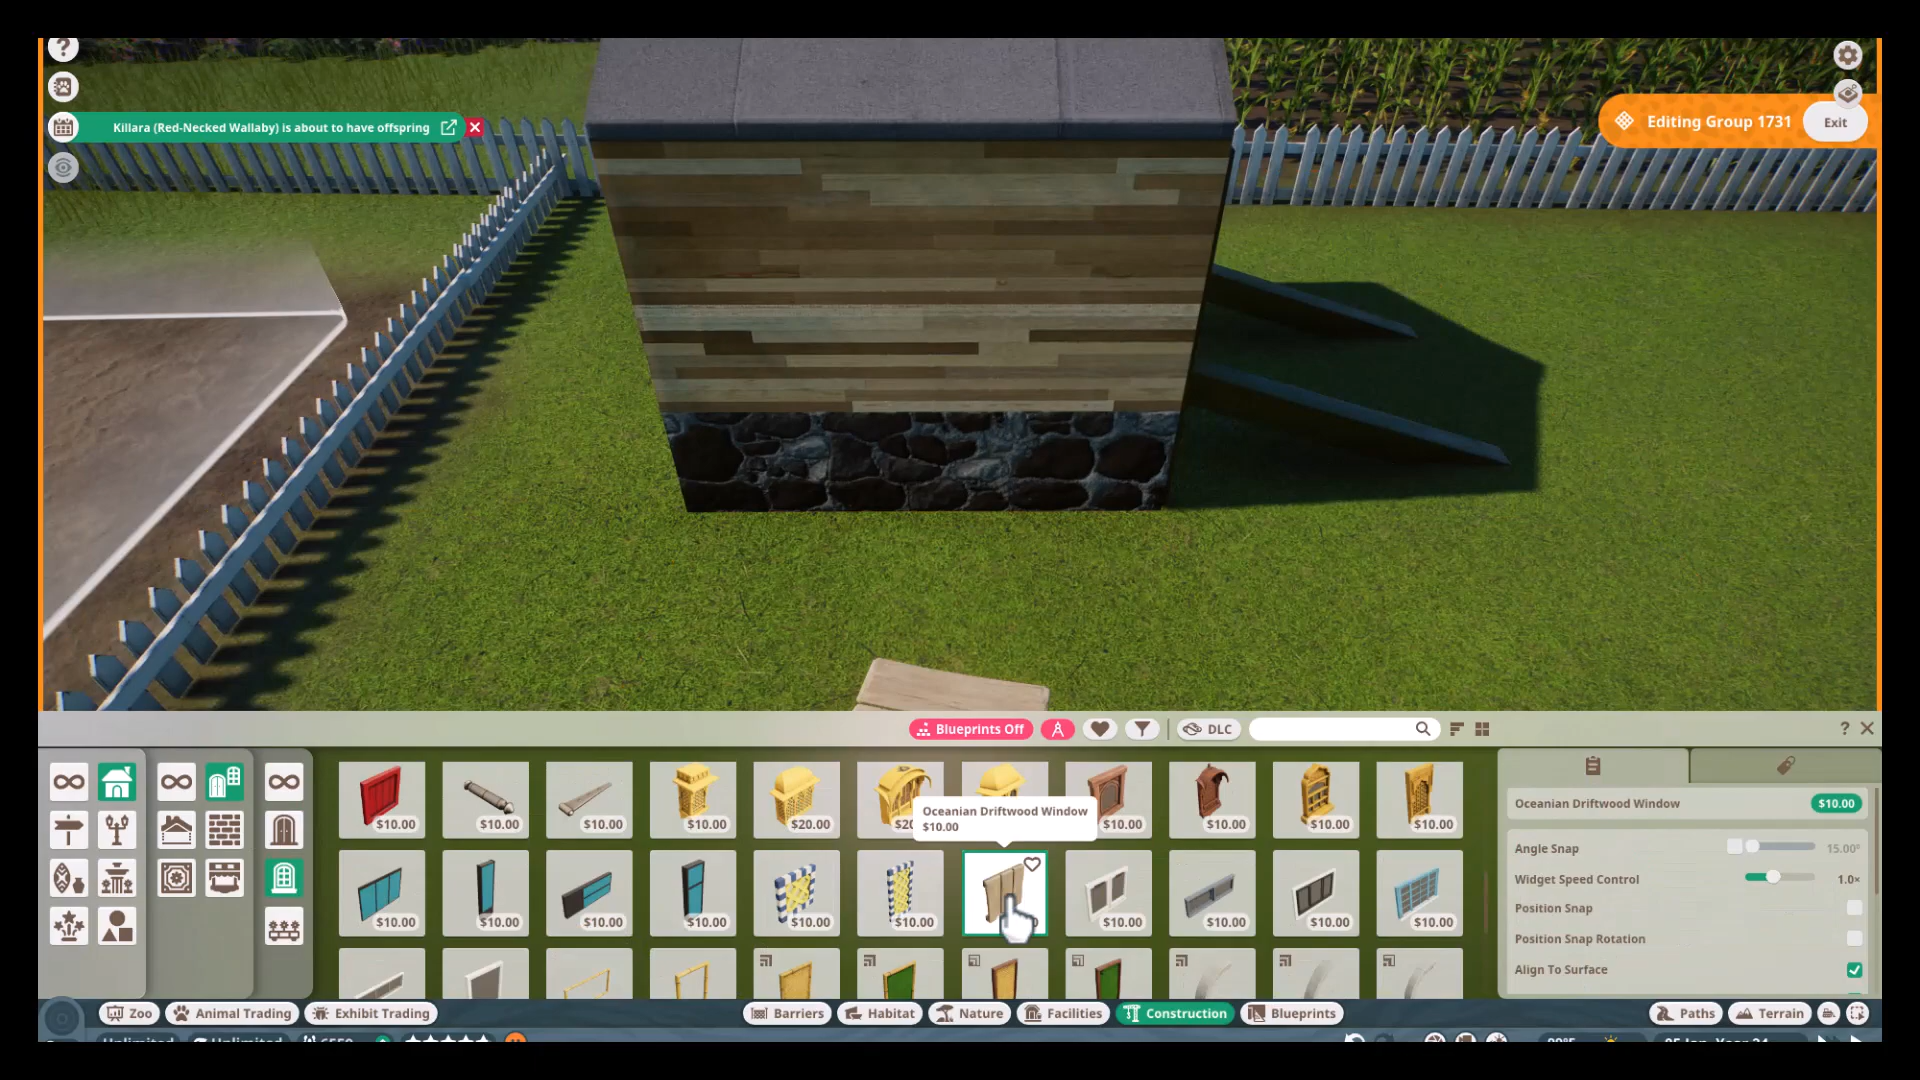 ?
Killara (Red-Necked Wallaby) is about to have offspring
Editing Group 1731
Exit
Blueprints Off
DLC
?
$10.00
$10.00
$10.00
$10.00
$20.00
$10.00
$10.00
$10.00
$10.00
Oceanian Driftwood Window
$10.00
$10.00
$10.00
$10.00
$10.00
$10.00
$10.00
$10.00
$10.00
$10.00
$10.00
Oceanian Driftwood Window
$10.00
Angle Snap
15.00°
Widget Speed Control
1.0×
Position Snap
Position Snap Rotation
Align To Surface
Zoo
Animal Trading
Exhibit Trading
Barriers
Habitat
Nature
Facilities
Construction
Blueprints
Paths
Terrain